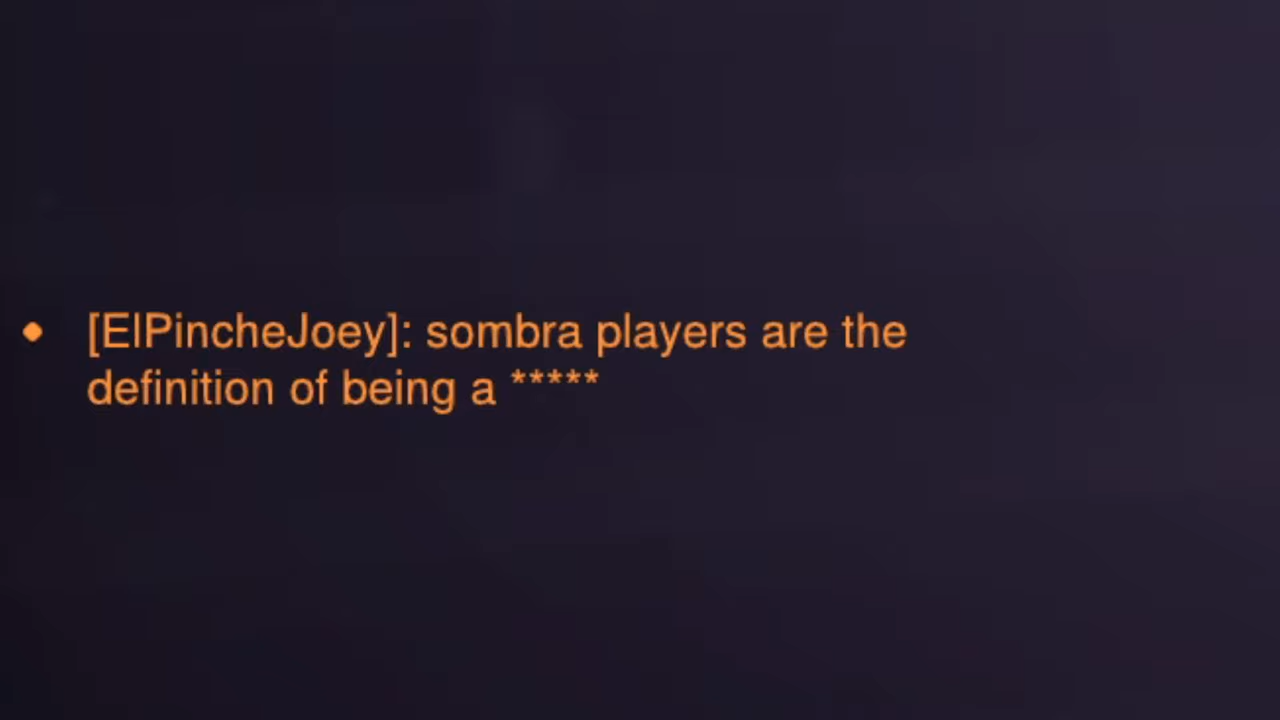 [ElPincheJoey]: sombra players are the
definition of being a *****